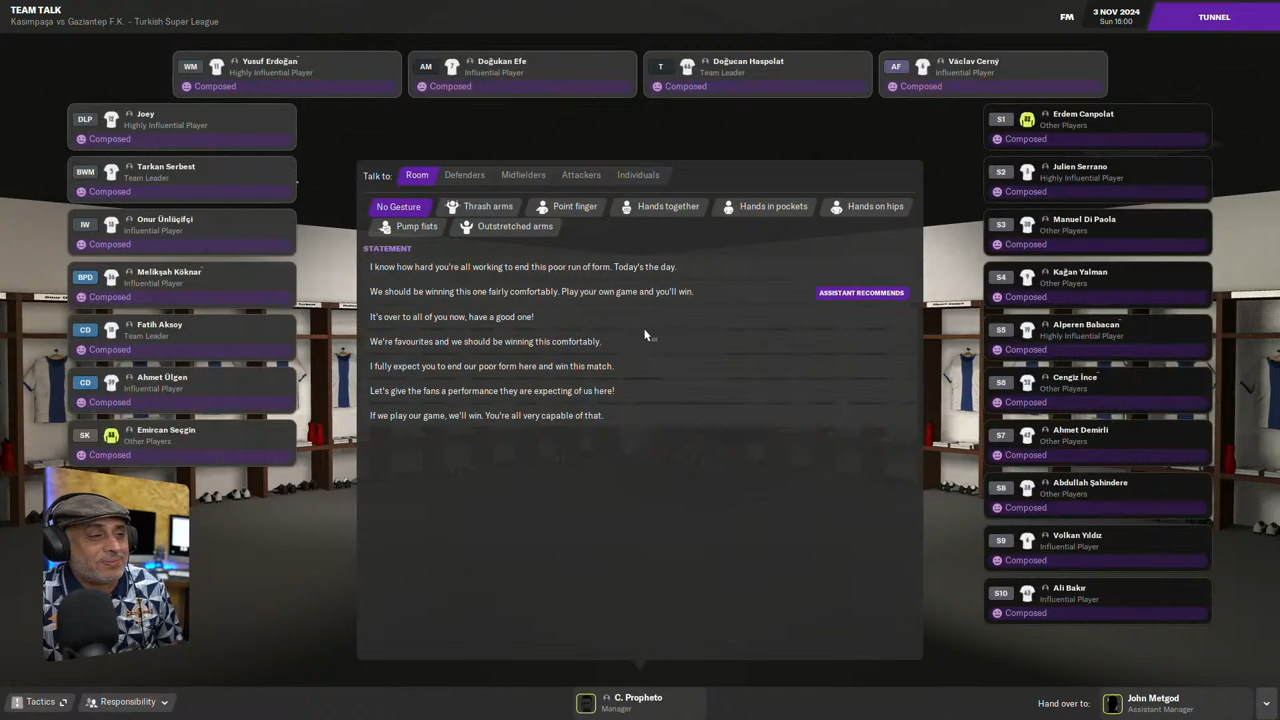 TEAM TALK
Kasımpaşa vs Gaziantep F.K. - Turkish Super League
FM
3 NOV 2024
Sun 16:00
TUNNEL
WM
Yusuf Erdoğan
Highly Influential Player
Composed
AM
Doğukan Efe
Influential Player
Composed
T
Doğucan Haspolat
Team Leader
Composed
AF
Václav Černý
Influential Player
Composed
DLP
Joey
Highly Influential Player
Composed
BWM
Tarkan Serbest
Team Leader
Composed
IW
Onur Ünlüçifçi
Influential Player
Composed
BPD
Melikşah Köknar
Influential Player
Composed
CD
Fatih Aksoy
Team Leader
Composed
CD
Ahmet Ülgen
Influential Player
Composed
SK
Emircan Seçgin
Other Players
Composed
Talk to:
Room
Defenders
Midfielders
Attackers
Individuals
No Gesture
Thrash arms
Point finger
Hands together
Hands in pockets
Hands on hips
Pump fists
Outstretched arms
STATEMENT
I know how hard you're all working to end this poor run of form. Today's the day.
We should be winning this one fairly comfortably. Play your own game and you'll win.
ASSISTANT RECOMMENDS
It's over to all of you now, have a good one!
We're favourites and we should be winning this comfortably.
I fully expect you to end our poor form here and win this match.
Let's give the fans a performance they are expecting of us here!
If we play our game, we'll win. You're all very capable of that.
S1
Erdem Canpolat
Other Players
Composed
S2
Julien Serrano
Highly Influential Player
Composed
S3
Manuel Di Paola
Other Players
Composed
S4
Kağan Yalman
Other Players
Composed
S5
Alperen Babacan
Highly Influential Player
Composed
S6
Cengiz İnce
Other Players
Composed
S7
Ahmet Demirli
Other Players
Composed
S8
Abdullah Şahindere
Other Players
Composed
S9
Volkan Yıldız
Influential Player
Composed
S10
Ali Bakır
Influential Player
Composed
Tactics
Responsibility
C. Propheto
Manager
Hand over to:
John Metgod
Assistant Manager